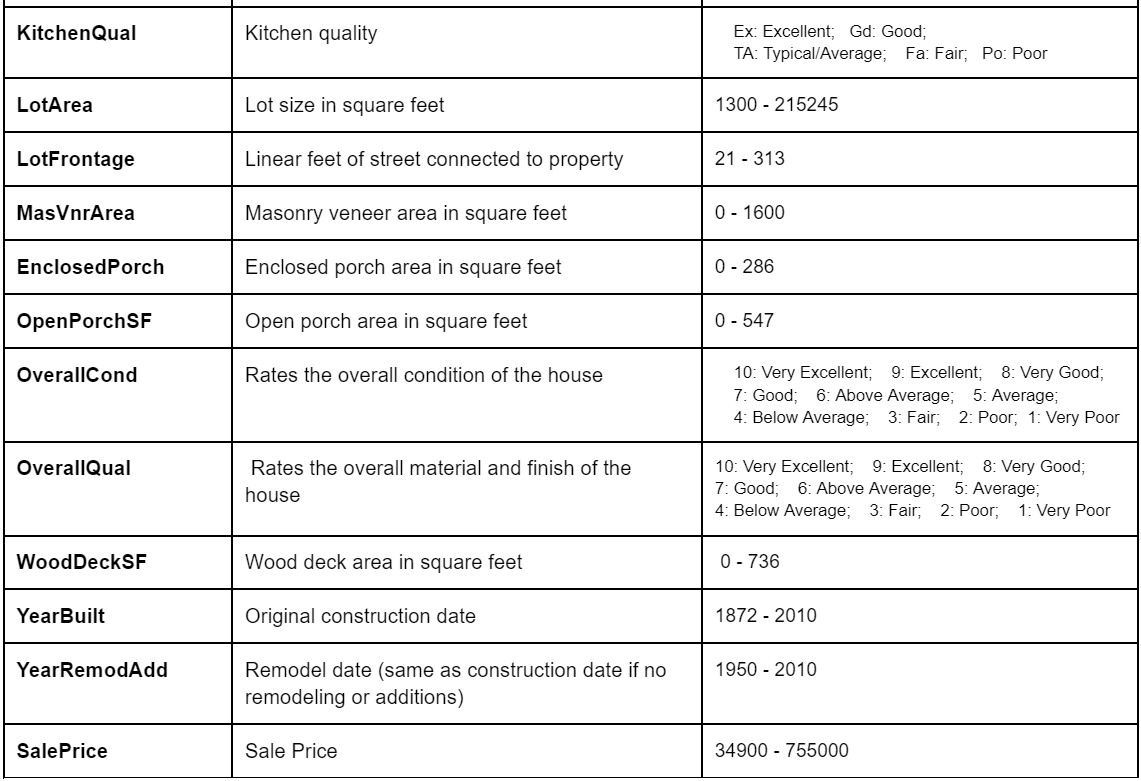 KitchenQual Kitchen quality Ex: Excellent; Gd: Good;
TA: Typical/Average; Fa: Fair; Po: Poor
LotArea Lot size in square feet 1300 - 215245
LotFrontage Linear feet of street connected to property 21 - 313
MasVnrArea Masonry veneer area in square feet 0 - 1600
EnclosedPorch Enclosed porch area in square feet 0 - 286
OpenPorchSF Open porch area in square feet 0 - 547
OverallCond Rates the overall condition of the house 10: Very Excellent; 9: Excellent; 8: Very Good;
7: Good; 6: Above Average; 5: Average;
4: Below Average; 3: Fair; 2: Poor; 1: Very Poor
OverallQual Rates the overall material and finish of the
house
10: Very Excellent; 9: Excellent; 8: Very Good;
7: Good; 6: Above Average; 5: Average;
4: Below Average; 3: Fair; 2: Poor; 1: Very Poor
WoodDeckSF Wood deck area in square feet 0 - 736
YearBuilt Original construction date 1872 - 2010
YearRemodAdd Remodel date (same as construction date if no
remodeling or additions)
1950 - 2010
SalePrice Sale Price 34900 - 755000